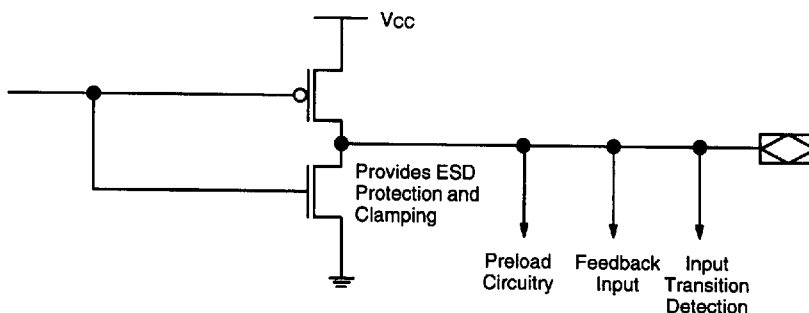 Vcc
Provides ESD
Protection and
Clamping
Preload
Circuitry
Feedback
Input
Input
Transition
Detection